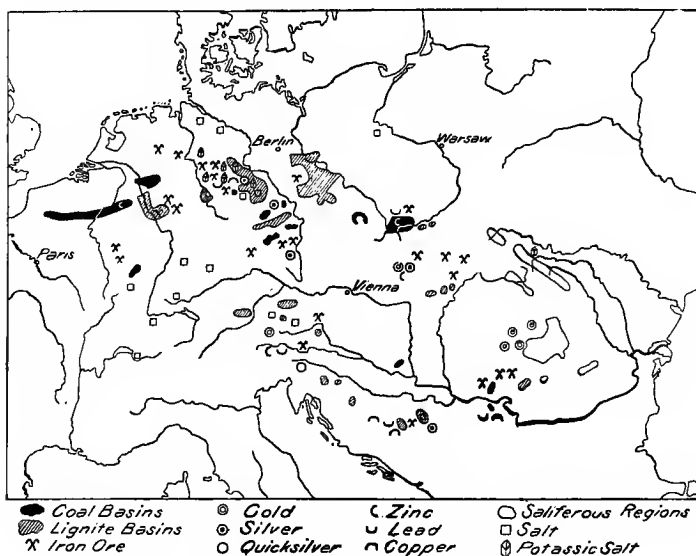 Berlin
Warsaw
Paris
Vienna
Coal Basins Gold Zinc Saliferous Regions
Lignite Basins Silver Lead Salt
Iron Ore Quicksilver Copper Potassic Salt